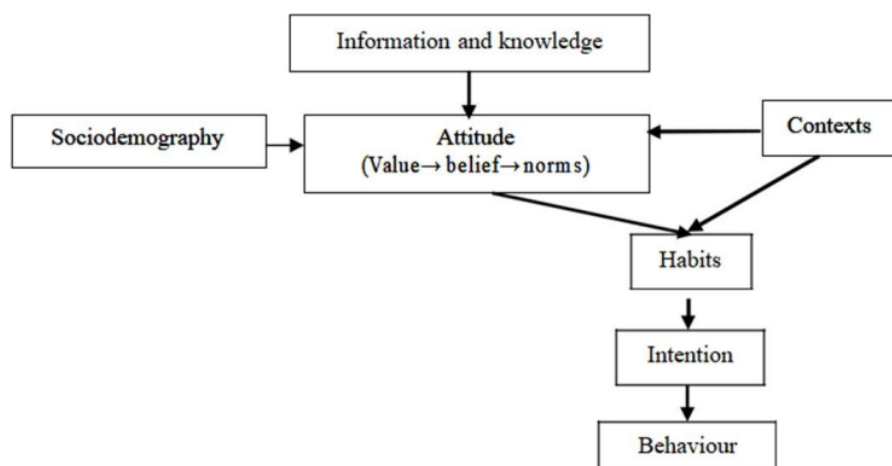 Information and knowledge
Sociodemography
Attitude
(Value→ belief→ norms)
Contexts
Habits
Intention
Behaviour